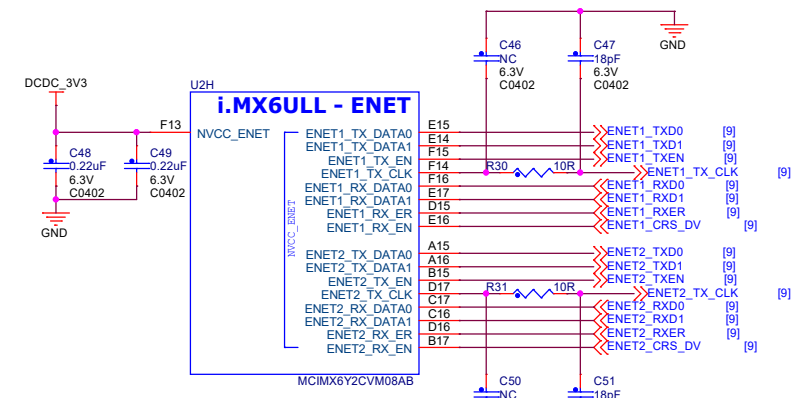 C46
NC
6.3V
C0402
C47
18pF
6.3V
C0402
GND
DCDC_3V3
U2H
i.MX6ULL - ENET
F13
NVCC_ENET
NVCC_ENET
C48
0.22uF
6.3V
C0402
C49
0.22uF
6.3V
C0402
GND
ENET1_TX_DATA0 E15 ENET1_TXD0 [9]
ENET1_TX_DATA1 E14 ENET1_TXD1 [9]
ENET1_TX_EN F15 ENET1_TXEN [9]
ENET1_TX_CLK F14 R30 10R ENET1_TX_CLK [9]
ENET1_RX_DATA0 F16 ENET1_RXD0 [9]
ENET1_RX_DATA1 E17 ENET1_RXD1 [9]
ENET1_RX_ER D15 ENET1_RXER [9]
ENET1_RX_EN E16 ENET1_CRS_DV [9]
ENET2_TX_DATA0 A15 ENET2_TXD0 [9]
ENET2_TX_DATA1 A16 ENET2_TXD1 [9]
ENET2_TX_EN B15 ENET2_TXEN [9]
ENET2_TX_CLK D17 R31 10R ENET2_TX_CLK [9]
ENET2_RX_DATA0 C17 ENET2_RXD0 [9]
ENET2_RX_DATA1 C16 ENET2_RXD1 [9]
ENET2_RX_ER D16 ENET2_RXER [9]
ENET2_RX_EN B17 ENET2_CRS_DV [9]
MCIMX6Y2CVM08AB
C50
NC
C51
18pF